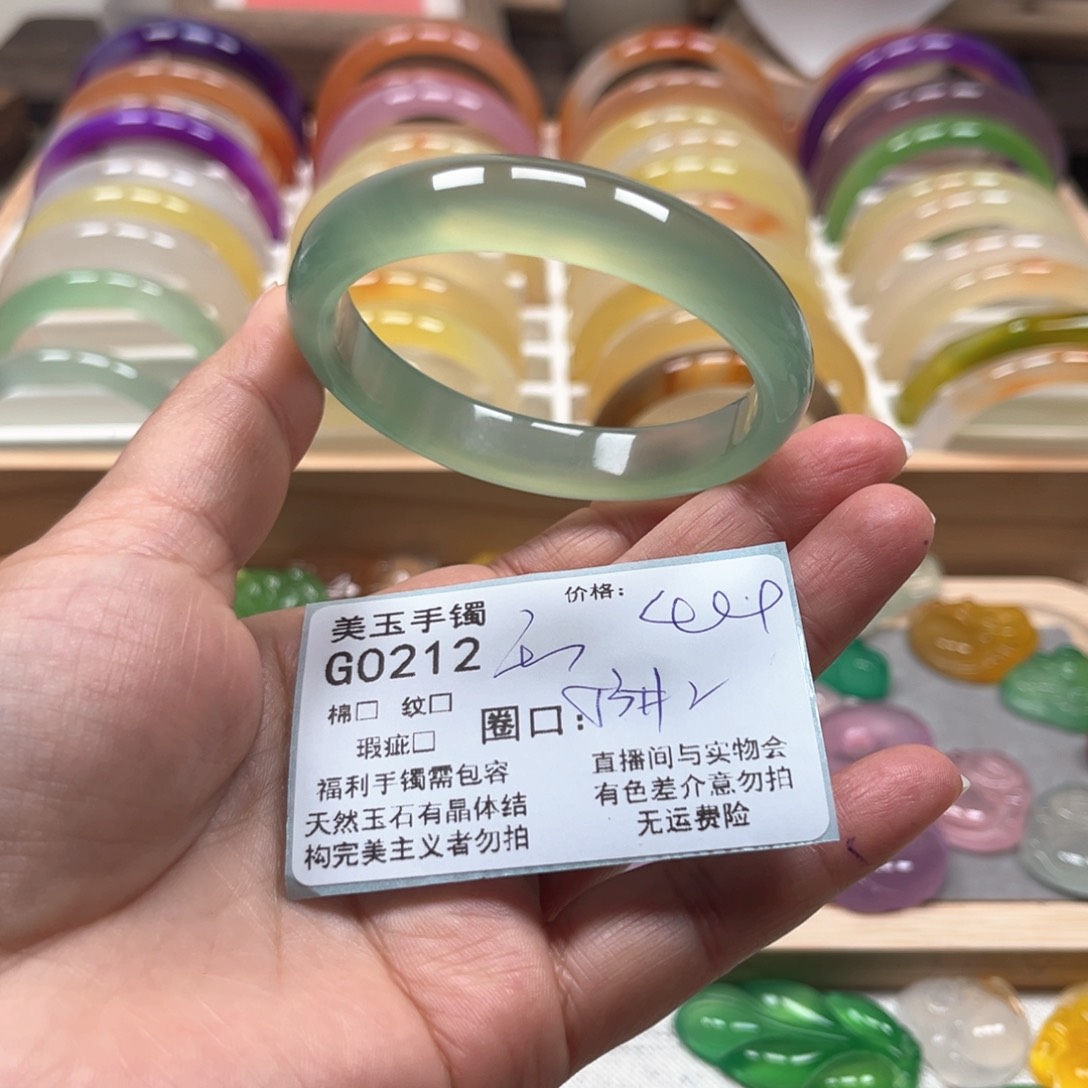 美玉手镯
价格:
G0212
棉□ 纹□
瑕疵□
圈口:
福利手镯需包容
天然玉石有晶体结
构完美主义者勿拍
直播间与实物会
有色差介意勿拍
无运费险